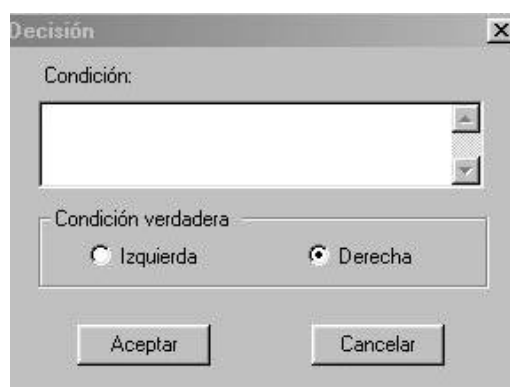 Decisión
Condición:
Condición verdadera
Izquierda Derecha
Aceptar Cancelar